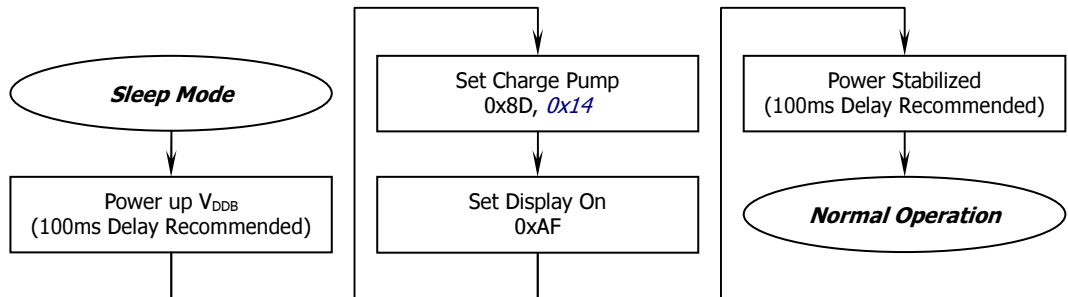 Sleep Mode
Power up VDDB
(100ms Delay Recommended)
Set Charge Pump
0x8D, 0x14
Set Display On
0xAF
Power Stabilized
(100ms Delay Recommended)
Normal Operation